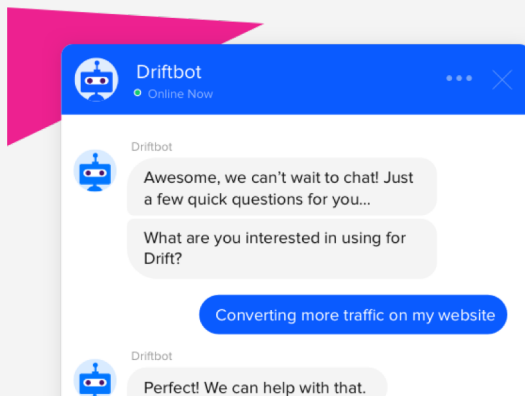 Driftbot
Online Now
Driftbot
Awesome, we can’t wait to chat! Just
a few quick questions for you...
What are you interested in using for
Drift?
Converting more traffic on my website
Driftbot
Perfect! We can help with that.